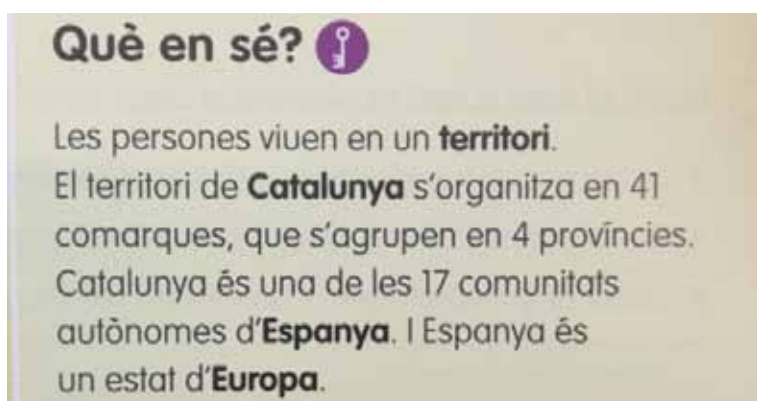 Què en sé?
Les persones viuen en un territori.
El territori de Catalunya s'organitza en 41
comarques, que s'agrupen en 4 províncies.
Catalunya és una de les 17 comunitats
autònomes d'Espanya. I Espanya és
un estat d'Europa.